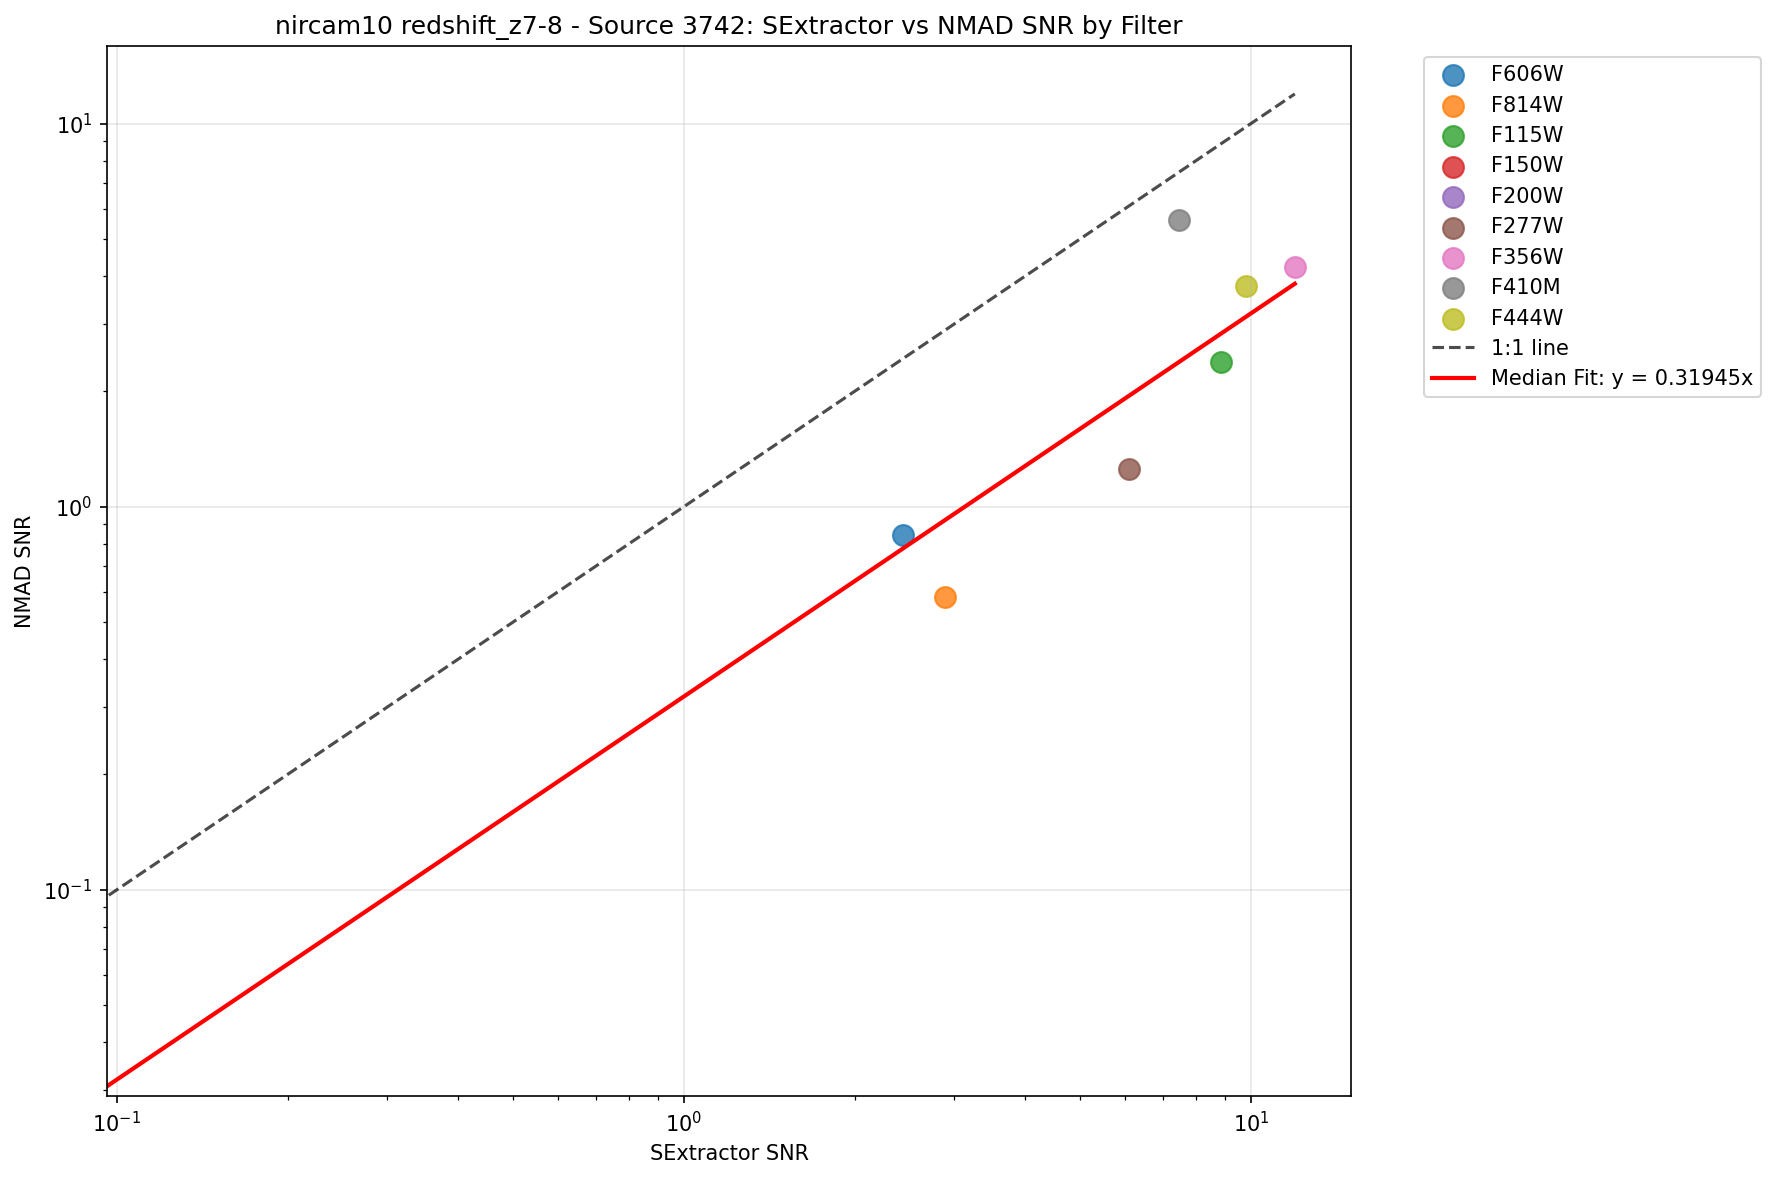 nircam10 redshift_z7-8 - Source 3742: SExtractor vs NMAD SNR by Filter
F606W
F814W
F115W
F150W
F200W
F277W
F356W
F410M
F444W
1:1 line
Median Fit: y = 0.31945x
NMAD SNR
10¹
10⁰
10⁻¹
10⁻¹ 10⁰ 10¹
SExtractor SNR